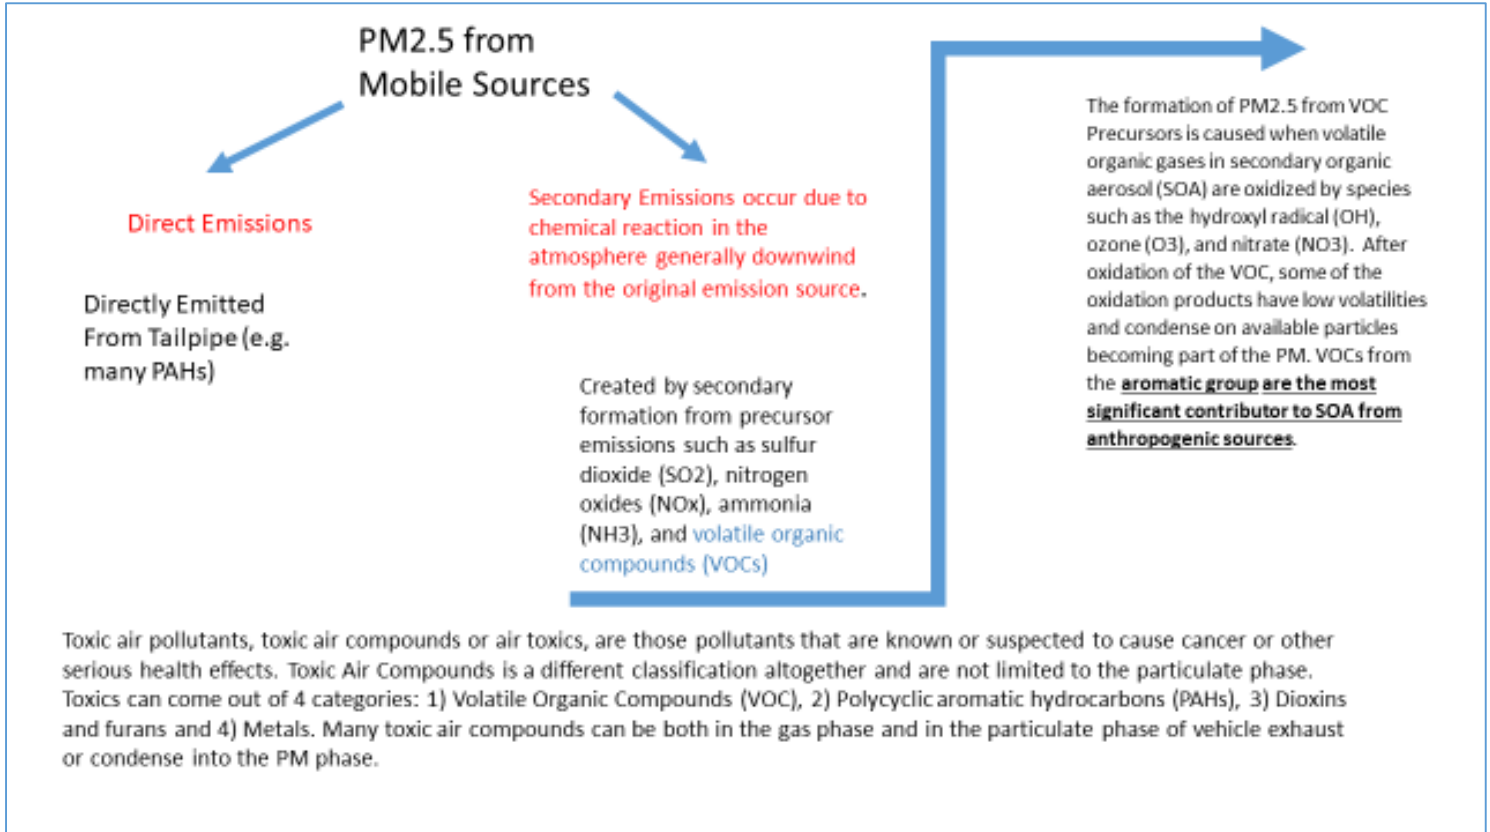 PM2.5 from
Mobile Sources
Direct Emissions
Directly Emitted
From Tailpipe (e.g.
many PAHs)
Secondary Emissions occur due to
chemical reaction in the
atmosphere generally downwind
from the original emission source.
Created by secondary
formation from precursor
emissions such as sulfur
dioxide (SO2), nitrogen
oxides (NOx), ammonia
(NH3), and volatile organic
compounds (VOCs)
The formation of PM2.5 from VOC
Precursors is caused when volatile
organic gases in secondary organic
aerosol (SOA) are oxidized by species
such as the hydroxyl radical (OH),
ozone (O3), and nitrate (NO3). After
oxidation of the VOC, some of the
oxidation products have low volatilities
and condense on available particles
becoming part of the PM. VOCs from
the aromatic group are the most
significant contributor to SOA from
anthropogenic sources.
Toxic air pollutants, toxic air compounds or air toxics, are those pollutants that are known or suspected to cause cancer or other
serious health effects. Toxic Air Compounds is a different classification altogether and are not limited to the particulate phase.
Toxics can come out of 4 categories: 1) Volatile Organic Compounds (VOC), 2) Polycyclic aromatic hydrocarbons (PAHs), 3) Dioxins
and furans and 4) Metals. Many toxic air compounds can be both in the gas phase and in the particulate phase of vehicle exhaust
or condense into the PM phase.